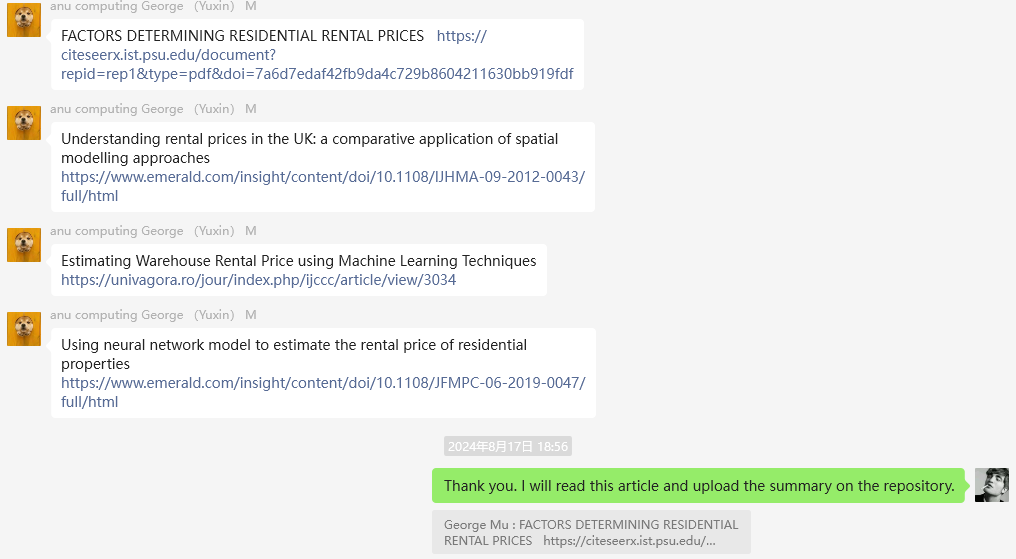 anu computing George （Yuxin） M
FACTORS DETERMINING RESIDENTIAL RENTAL PRICES https://
citeseerx.ist.psu.edu/document?
repid=rep1&type=pdf&doi=7a6d7edaf42fb9da4c729b8604211630bb919fdf
anu computing George （Yuxin） M
Understanding rental prices in the UK: a comparative application of spatial
modelling approaches
https://www.emerald.com/insight/content/doi/10.1108/IJHMA-09-2012-0043/
full/html
anu computing George （Yuxin） M
Estimating Warehouse Rental Price using Machine Learning Techniques
https://univagora.ro/jour/index.php/ijccc/article/view/3034
anu computing George （Yuxin） M
Using neural network model to estimate the rental price of residential
properties
https://www.emerald.com/insight/content/doi/10.1108/JFMPC-06-2019-0047/
full/html
2024年8月17日 18:56
Thank you. I will read this article and upload the summary on the repository.
George Mu : FACTORS DETERMINING RESIDENTIAL
RENTAL PRICES https://citeseerx.ist.psu.edu/...